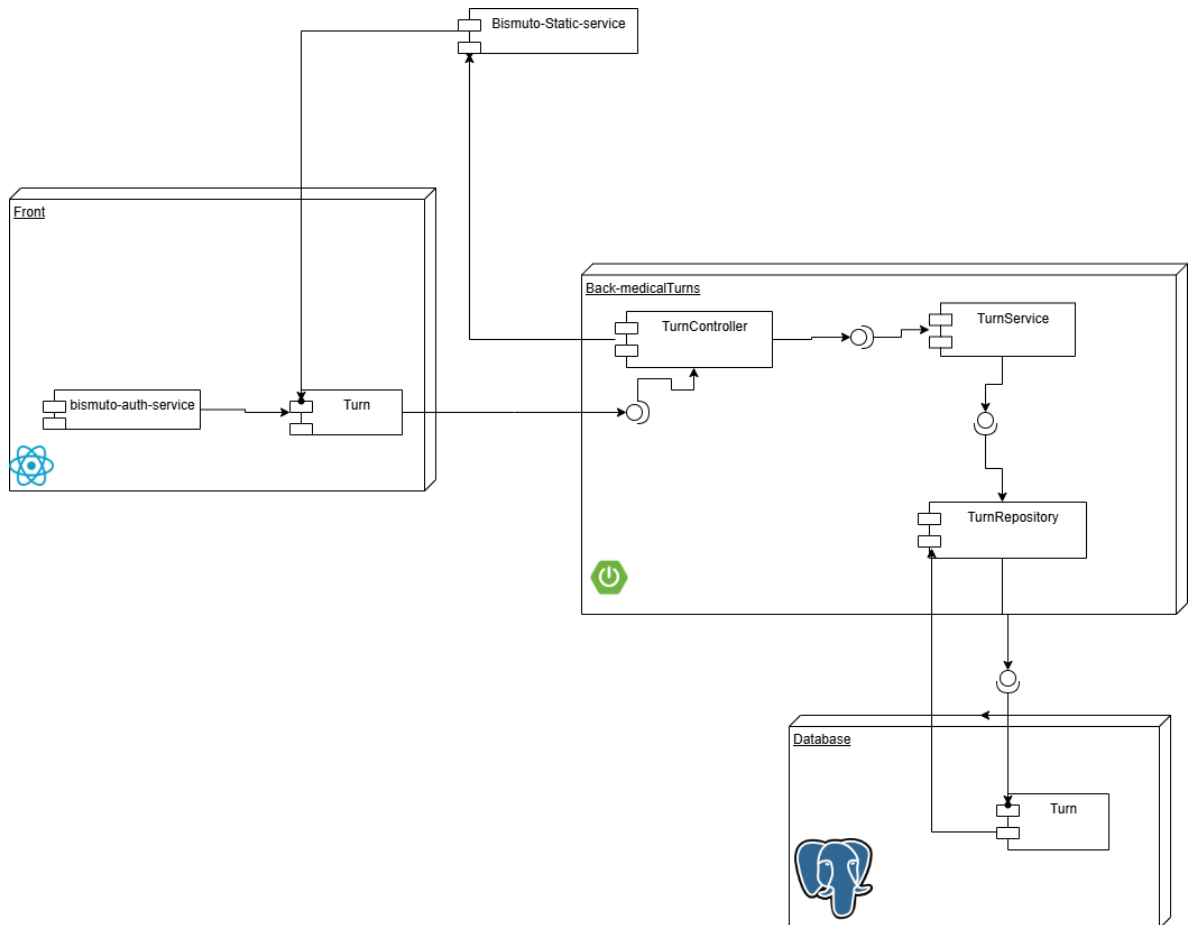 Bismuto-Static-service
Front
bismuto-auth-service
Turn
Back-medicalTurns
TurnController
TurnService
TurnRepository
Database
Turn